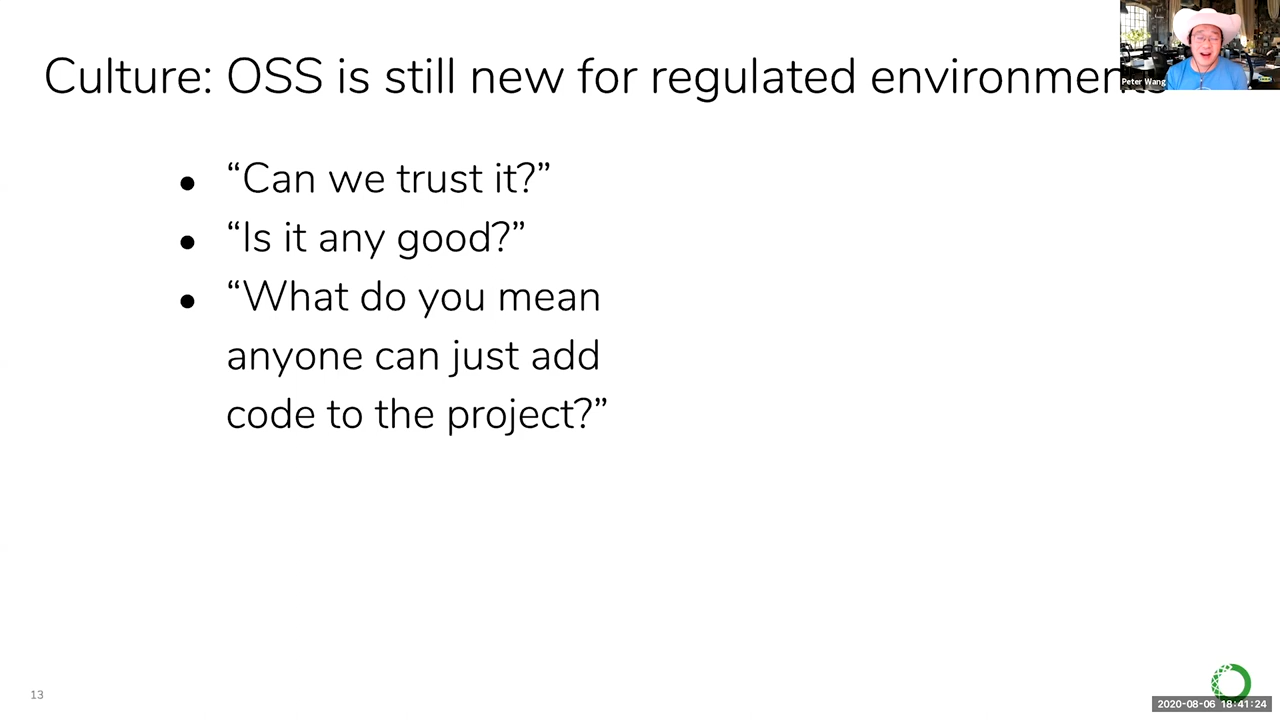 Culture: OSS is still new for regulated environments
Peter Wang
● “Can we trust it?”
● “Is it any good?”
● “What do you mean
anyone can just add
code to the project?”
13
2020-08-06 18:41:24